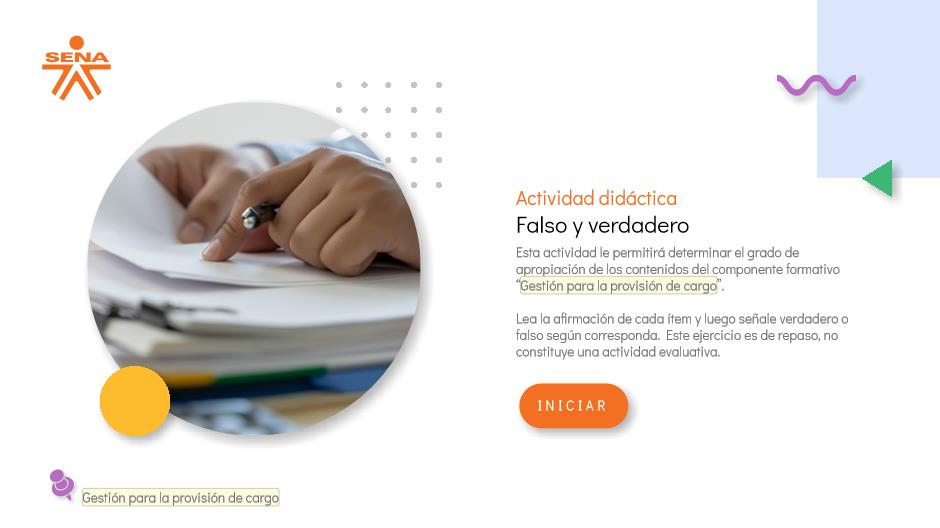 SENA
Actividad didáctica
Falso y verdadero
Esta actividad le permitirá determinar el grado de
apropiación de los contenidos del componente formativo
“Gestión para la provisión de cargo”.
Lea la afirmación de cada ítem y luego señale verdadero o
falso según corresponda.  Este ejercicio es de repaso, no
constituye una actividad evaluativa.
INICIAR
Gestión para la provisión de cargo